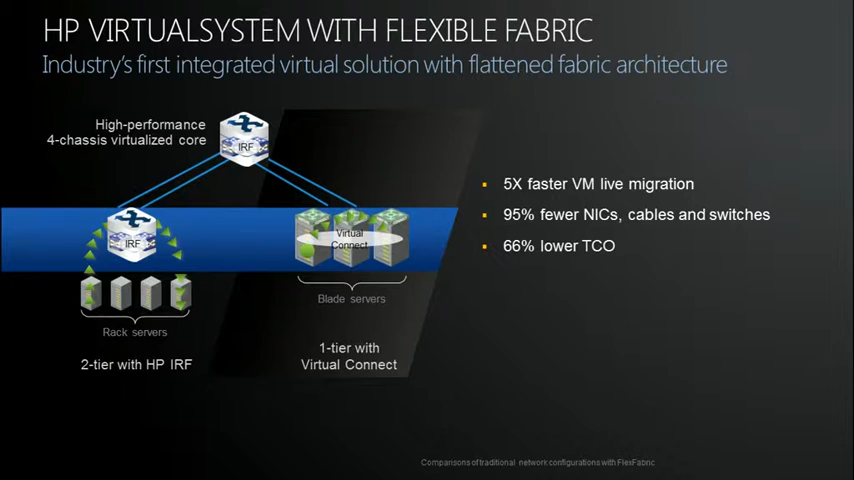 HP VIRTUALSYSTEM WITH FLEXIBLE FABRIC
Industry's first integrated virtual solution with flattened fabric architecture
High-performance
4-chassis virtualized core
IRF
IRF
Virtual
Connect
Rack servers
Blade servers
2-tier with HP IRF
1-tier with
Virtual Connect
▪ 5X faster VM live migration
▪ 95% fewer NICs, cables and switches
▪ 66% lower TCO
Comparisons of traditional network configurations with FlexFabric